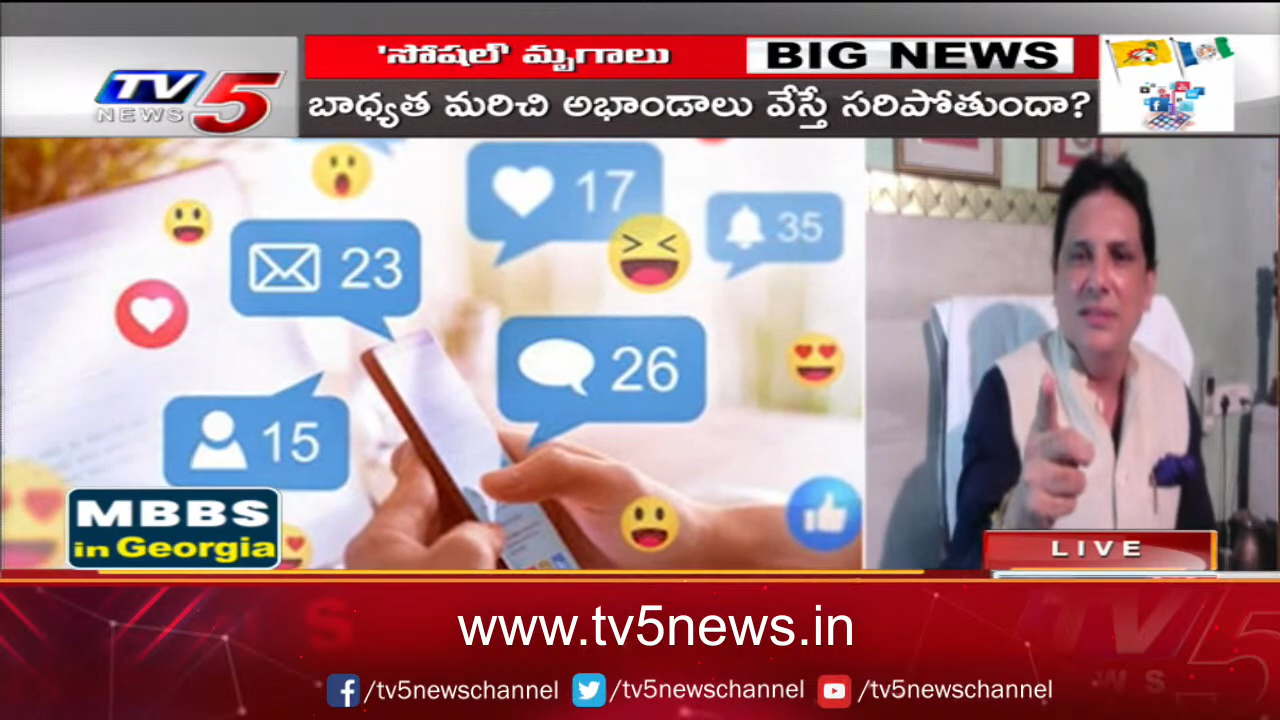 'సోషల్' మృగాలు
BIG NEWS
TV5
NEWS
బాధ్యత మరిచి అభాండాలు వేస్తే సరిపోతుందా?
17
35
23
26
15
MBBS
in Georgia
LIVE
www.tv5news.in
/tv5newschannel
/tv5newschannel
/tv5newschannel